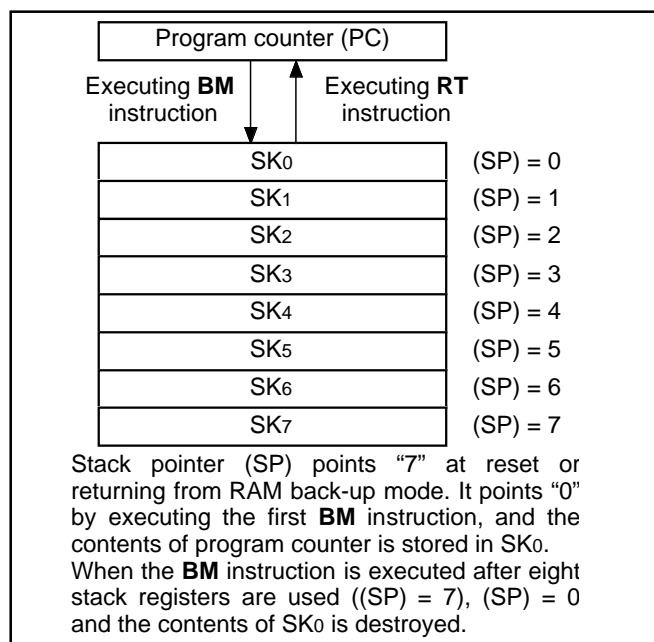 Program counter (PC)
Executing BM
instruction
Executing RT
instruction
SK0 (SP) = 0
SK1 (SP) = 1
SK2 (SP) = 2
SK3 (SP) = 3
SK4 (SP) = 4
SK5 (SP) = 5
SK6 (SP) = 6
SK7 (SP) = 7
Stack pointer (SP) points “7” at reset or
returning from RAM back-up mode. It points “0”
by executing the first BM instruction, and the
contents of program counter is stored in SK0.
When the BM instruction is executed after eight
stack registers are used ((SP) = 7), (SP) = 0
and the contents of SK0 is destroyed.